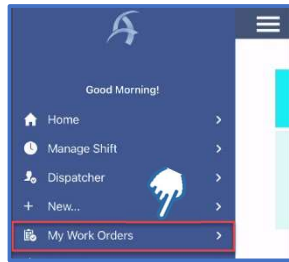 Good Morning!
Home
Manage Shift
Dispatcher
+ New...
My Work Orders